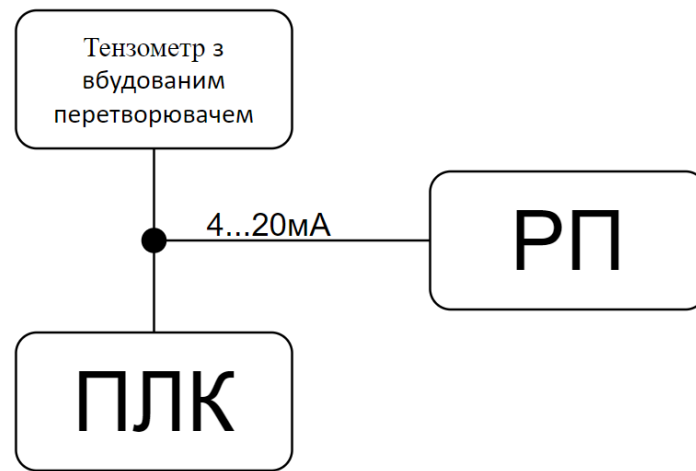 Тензометр з
вбудованим
перетворювачем
4...20мА
РП
ПЛК